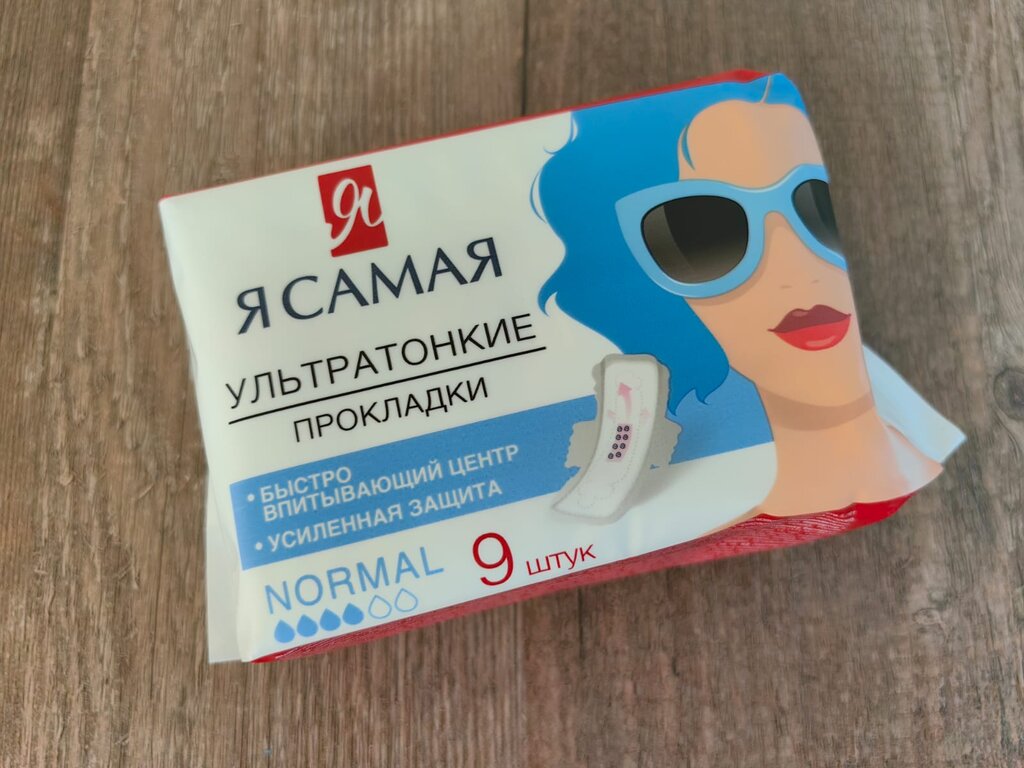 Я
Я САМАЯ
УЛЬТРАТОНКИЕ
ПРОКЛАДКИ
• БЫСТРО
ВПИТЫВАЮЩИЙ ЦЕНТР
• УСИЛЕННАЯ ЗАЩИТА
NORMAL
9 штук